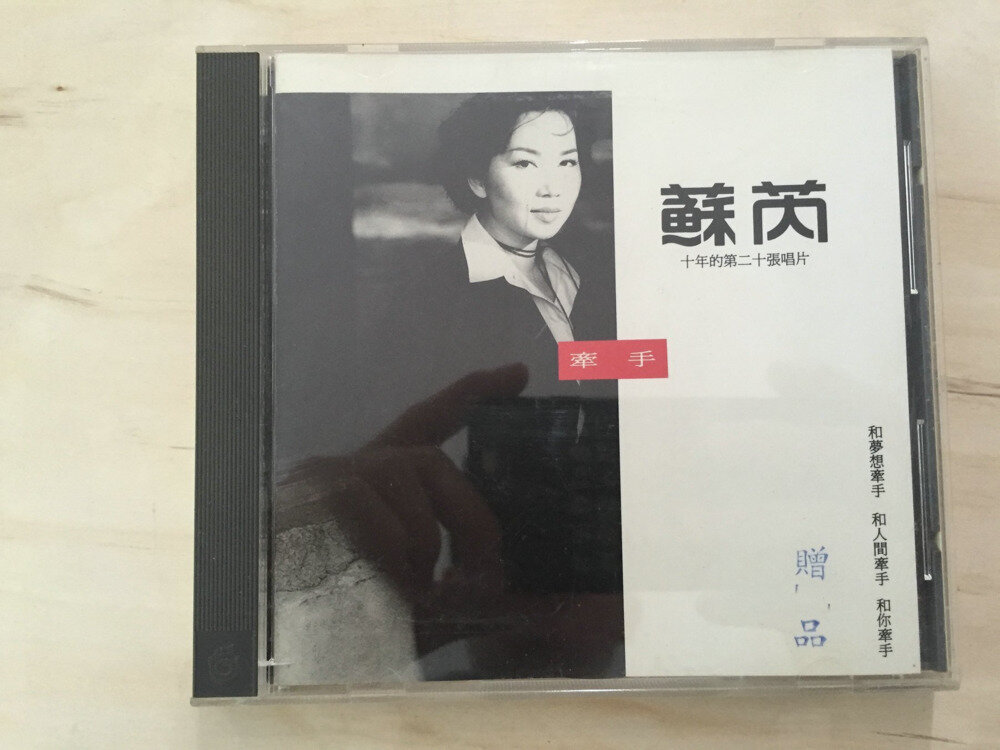 蘇芮
十年的第二十張唱片
牽手
和夢想牽手 和人間牽手 和你牽手
贈品